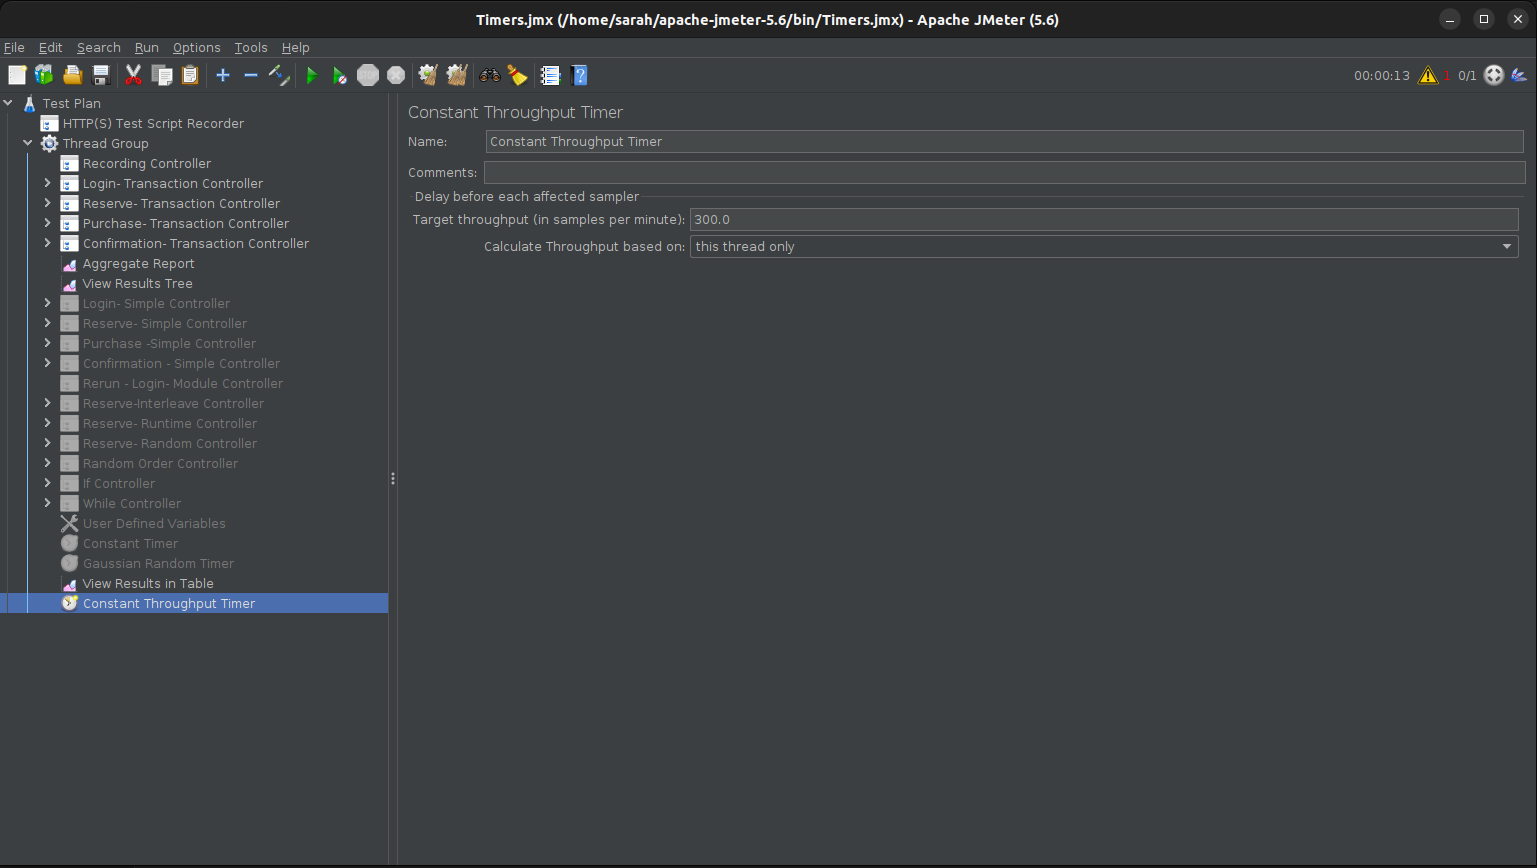 Timers.jmx (/home/sarah/apache-jmeter-5.6/bin/Timers.jmx) - Apache JMeter (5.6)
File Edit Search Run Options Tools Help
STOP
00:00:13 1 0/1
Test Plan
HTTP(S) Test Script Recorder
Thread Group
Recording Controller
Login- Transaction Controller
Reserve- Transaction Controller
Purchase- Transaction Controller
Confirmation- Transaction Controller
Aggregate Report
View Results Tree
Login- Simple Controller
Reserve- Simple Controller
Purchase -Simple Controller
Confirmation - Simple Controller
Rerun - Login- Module Controller
Reserve-Interleave Controller
Reserve- Runtime Controller
Reserve- Random Controller
Random Order Controller
If Controller
While Controller
User Defined Variables
Constant Timer
Gaussian Random Timer
View Results in Table
Constant Throughput Timer
Constant Throughput Timer
Name: Constant Throughput Timer
Comments:
Delay before each affected sampler
Target throughput (in samples per minute): 300.0
Calculate Throughput based on: this thread only